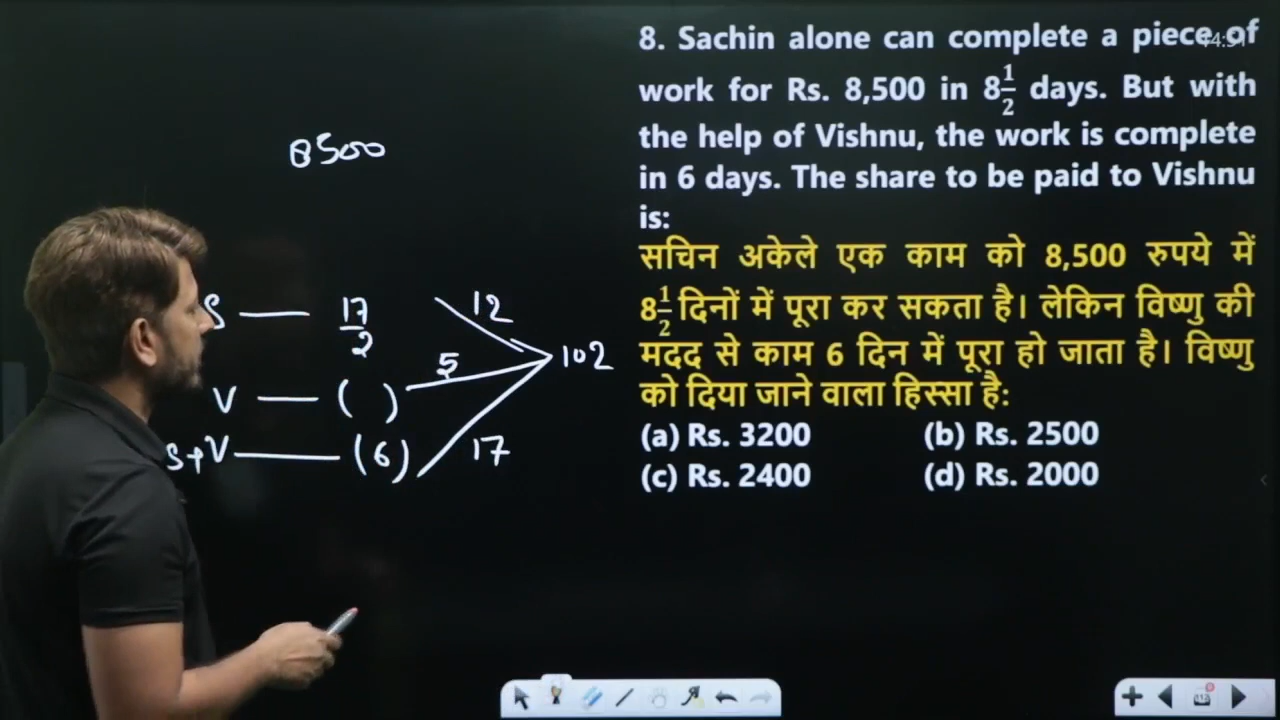 8. Sachin alone can complete a piece of
work for Rs. 8,500 in 8½ days. But with
the help of Vishnu, the work is complete
in 6 days. The share to be paid to Vishnu
is:
सचिन अकेले एक काम को 8,500 रुपये में
8½ दिनों में पूरा कर सकता है। लेकिन विष्णु की
मदद से काम 6 दिन में पूरा हो जाता है। विष्णु
को दिया जाने वाला हिस्सा है:
(a) Rs. 3200 (b) Rs. 2500
(c) Rs. 2400 (d) Rs. 2000
8500
S — 17/2 12
V — ( ) 5 102
S+V — (6) 17